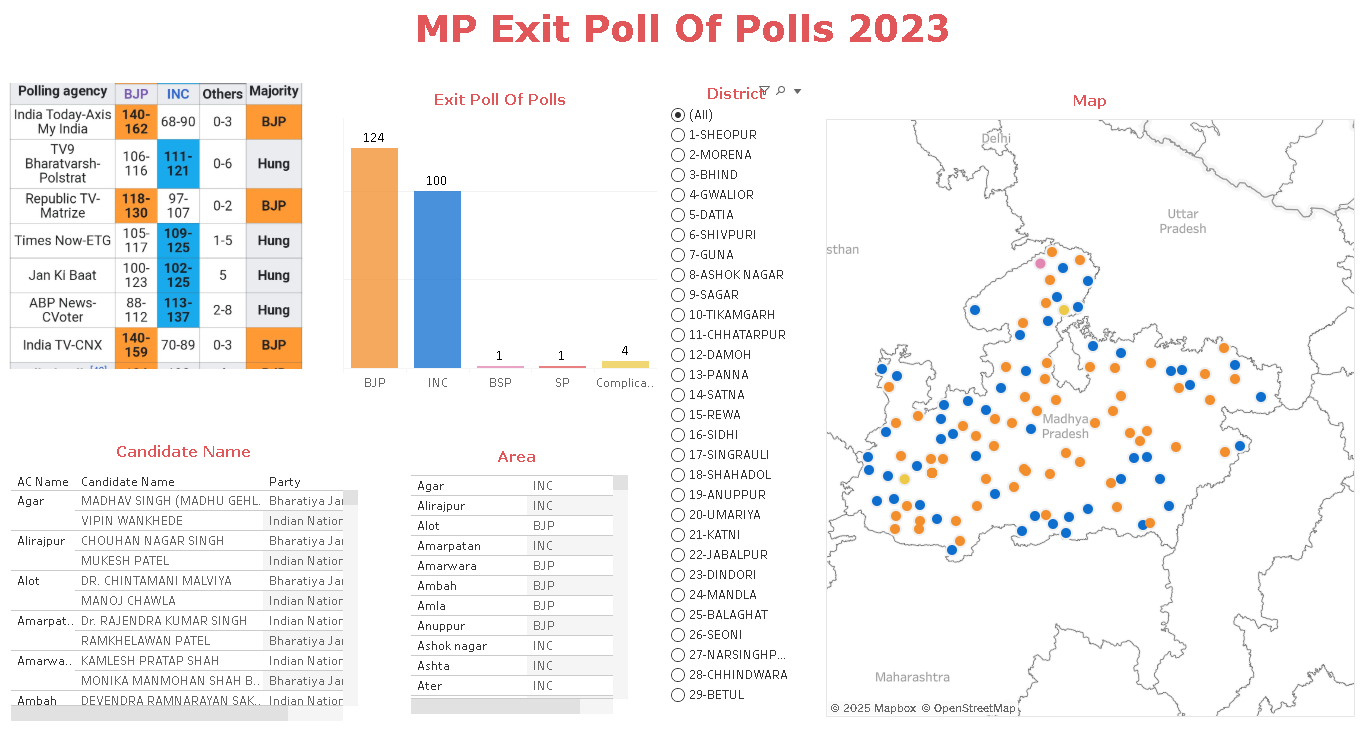 MP Exit Poll Of Polls 2023
Polling agency BJP INC Others Majority
India Today-Axis My India 140-162 68-90 0-3 BJP
TV9 Bharatvarsh-Polstrat 106-116 111-121 0-6 Hung
Republic TV-Matrize 118-130 97-107 0-2 BJP
Times Now-ETG 105-117 109-125 1-5 Hung
Jan Ki Baat 100-123 102-125 5 Hung
ABP News-CVoter 88-112 113-137 2-8 Hung
India TV-CNX 140-159 70-89 0-3 BJP
Exit Poll Of Polls
124
100
1
1
4
BJP INC BSP SP Complica..
District
(All)
1-SHEOPUR
2-MORENA
3-BHIND
4-GWALIOR
5-DATIA
6-SHIVPURI
7-GUNA
8-ASHOK NAGAR
9-SAGAR
10-TIKAMGARH
11-CHHATARPUR
12-DAMOH
13-PANNA
14-SATNA
15-REWA
16-SIDHI
17-SINGRAULI
18-SHAHADOL
19-ANUPPUR
20-UMARIYA
21-KATNI
22-JABALPUR
23-DINDORI
24-MANDLA
25-BALAGHAT
26-SEONI
27-NARSINGHP...
28-CHHINDWARA
29-BETUL
Map
Delhi
Uttar
Pradesh
sthan
Madhya
Pradesh
Maharashtra
© 2025 Mapbox © OpenStreetMap
Candidate Name
AC Name Candidate Name Party
Agar MADHAV SINGH (MADHU GEHL. Bharatiya Jar
VIPIN WANKHEDE Indian Nation
Alirajpur CHOUHAN NAGAR SINGH Bharatiya Jar
MUKESH PATEL Indian Nation
Alot DR. CHINTAMANI MALVIYA Bharatiya Jar
MANOJ CHAWLA Indian Nation
Amarpat.. Dr. RAJENDRA KUMAR SINGH Indian Nation
RAMKHELAWAN PATEL Bharatiya Jar
Amarwa.. KAMLESH PRATAP SHAH Indian Nation
MONIKA MANMOHAN SHAH B.. Bharatiya Jar
Ambah DEVENDRA RAMNARAYAN SAK.. Indian Nation
Area
Agar INC
Alirajpur INC
Alot BJP
Amarpatan INC
Amarwara BJP
Ambah BJP
Amla BJP
Anuppur BJP
Ashok nagar INC
Ashta INC
Ater INC